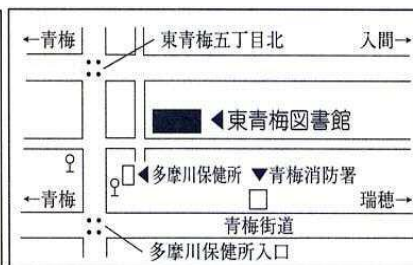 ←青梅
東青梅五丁目北
入間→
◀東青梅図書館
◀多摩川保健所
▼青梅消防署
←青梅
瑞穂→
青梅街道
多摩川保健所入口